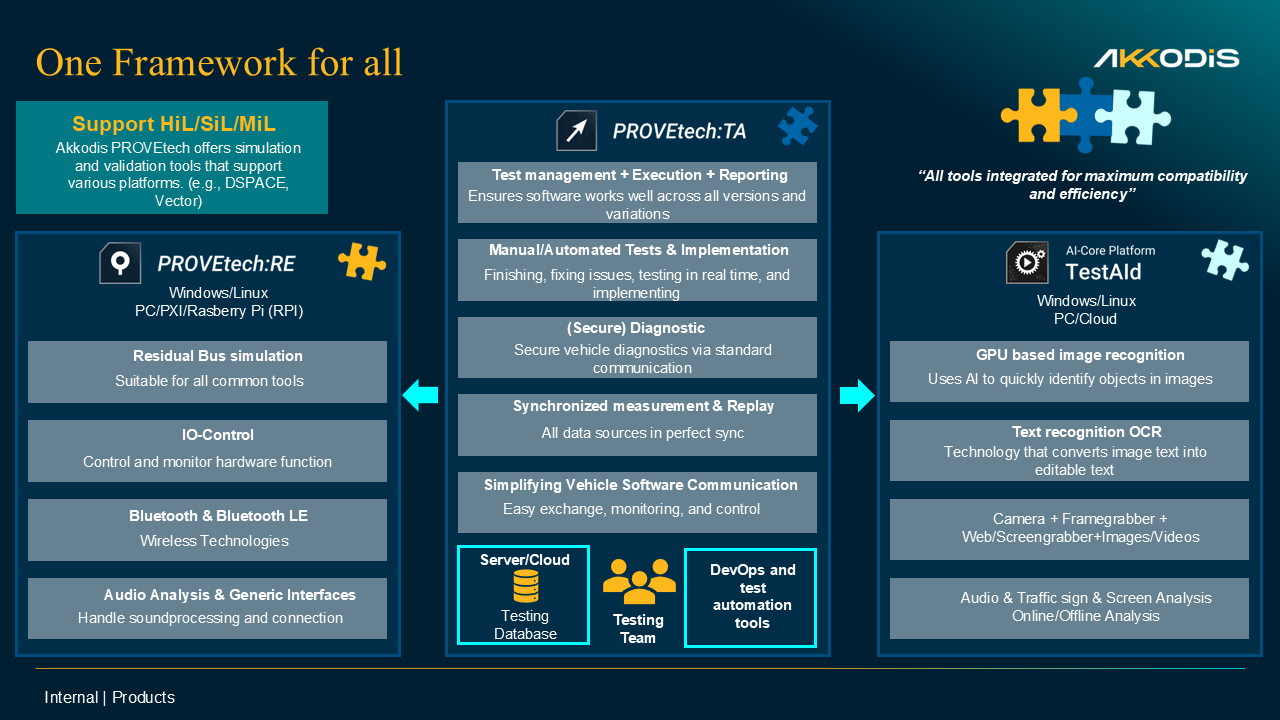 One Framework for all
AKKODiS
Support HiL/SiL/MiL
Akkodis PROVEtech offers simulation
and validation tools that support
various platforms. (e.g., DSPACE,
Vector)
“All tools integrated for maximum compatibility
and efficiency”
PROVEtech:RE
Windows/Linux
PC/PXI/Rasberry Pi (RPI)
Residual Bus simulation
Suitable for all common tools
IO-Control
Control and monitor hardware function
Bluetooth & Bluetooth LE
Wireless Technologies
Audio Analysis & Generic Interfaces
Handle soundprocessing and connection
PROVEtech:TA
Test management + Execution + Reporting
Ensures software works well across all versions and
variations
Manual/Automated Tests & Implementation
Finishing, fixing issues, testing in real time, and
implementing
(Secure) Diagnostic
Secure vehicle diagnostics via standard
communication
Synchronized measurement & Replay
All data sources in perfect sync
Simplifying Vehicle Software Communication
Easy exchange, monitoring, and control
Server/Cloud
Testing
Database
Testing
Team
DevOps and
test
automation
tools
AI-Core Platform
TestAId
Windows/Linux
PC/Cloud
GPU based image recognition
Uses AI to quickly identify objects in images
Text recognition OCR
Technology that converts image text into
editable text
Camera + Framegrabber +
Web/Screengrabber+Images/Videos
Audio & Traffic sign & Screen Analysis
Online/Offline Analysis
Internal | Products